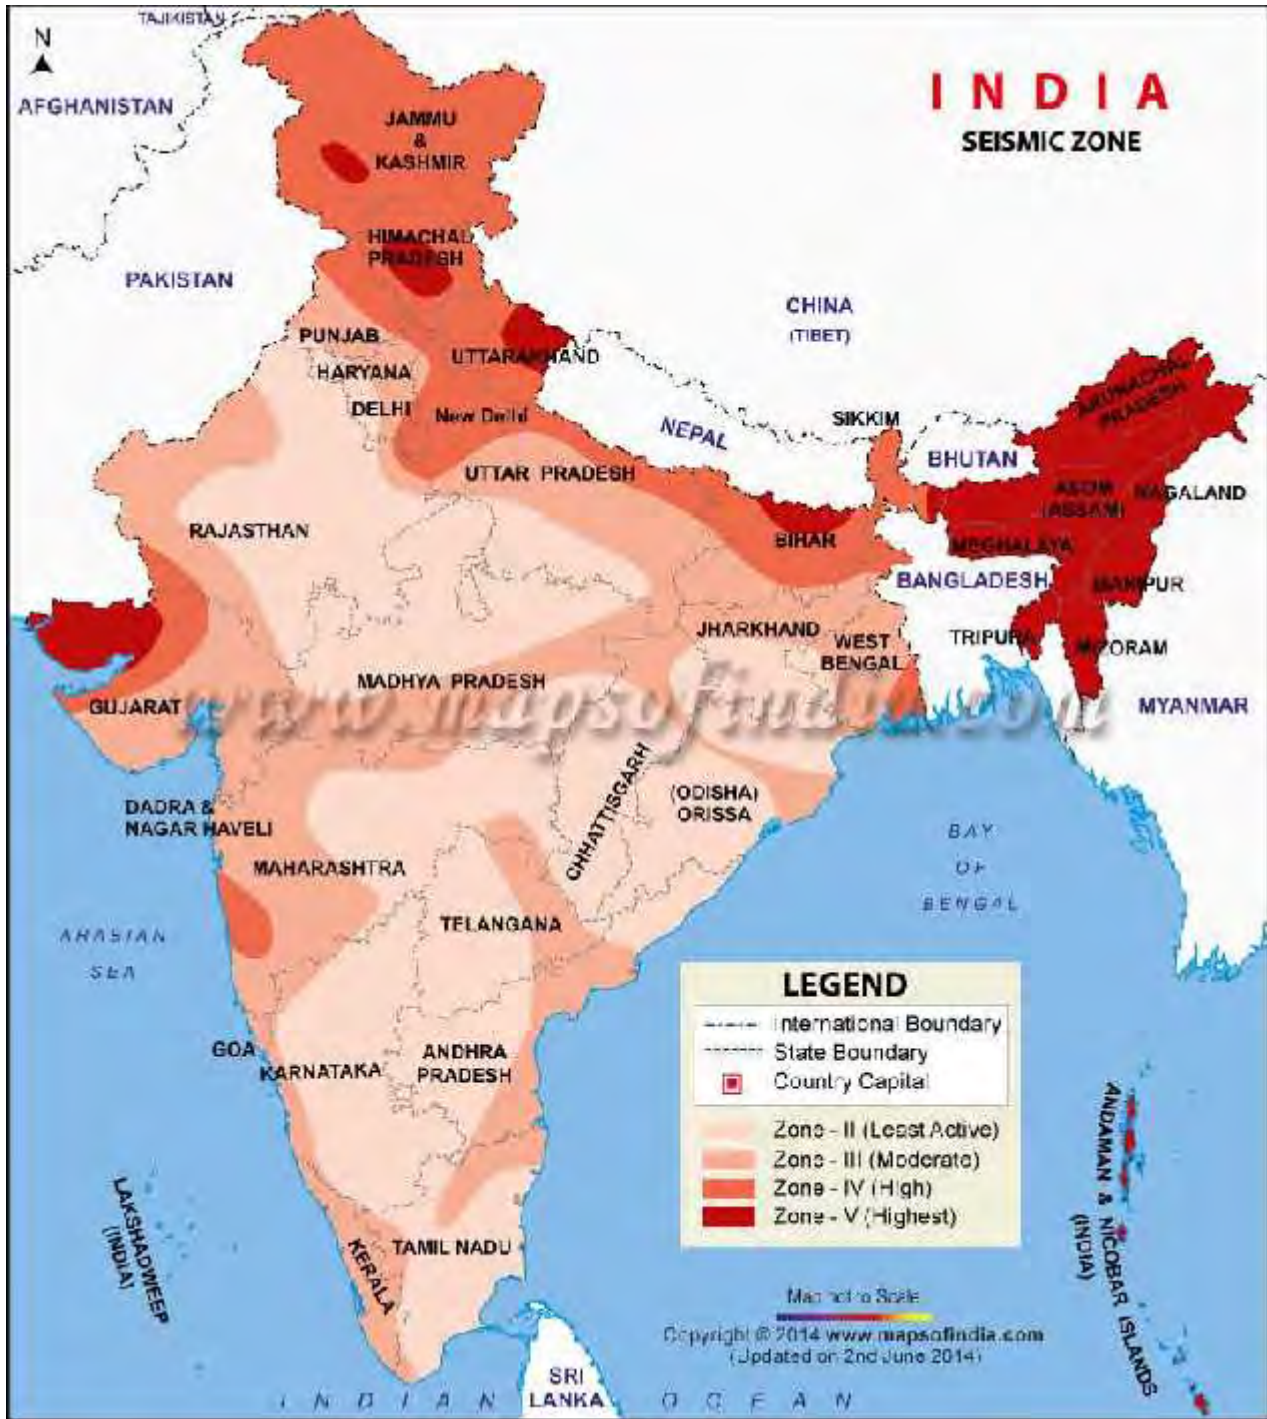 TAJIKISTAN
N
AFGHANISTAN
INDIA
SEISMIC ZONE
JAMMU
&
KASHMIR
HIMACHAL
PRADESH
PAKISTAN
CHINA
(TIBET)
PUNJAB
UTTARAKHAND
HARYANA
DELHI
New Delhi
SIKKIM
NEPAL
ARUNACHAL
PRADESH
BHUTAN
UTTAR PRADESH
ASOM
(ASSAM)
NAGALAND
RAJASTHAN
BIHAR
MEGHALAYA
BANGLADESH
MANIPUR
JHARKHAND
WEST
BENGAL
TRIPURA
MIZORAM
MADHYA PRADESH
GUJARAT
www.mapsofindia.com
MYANMAR
CHHATTISGARH
(ODISHA)
ORISSA
DADRA &
NAGAR HAVELI
MAHARASHTRA
BAY
OF
BENGAL
TELANGANA
ARABIAN
SEA
GOA
KARNATAKA
ANDHRA
PRADESH
LEGEND
International Boundary
State Boundary
Country Capital
Zone - II (Least Active)
Zone - III (Moderate)
Zone - IV (High)
Zone - V (Highest)
ANDAMAN & NICOBAR ISLANDS
(INDIA)
LAKSHADWEEP
(INDIA)
KERALA
TAMIL NADU
Map not to Scale
Copyright © 2014 www.mapsofindia.com
(Updated on 2nd June 2014)
SRI
LANKA
INDIAN OCEAN